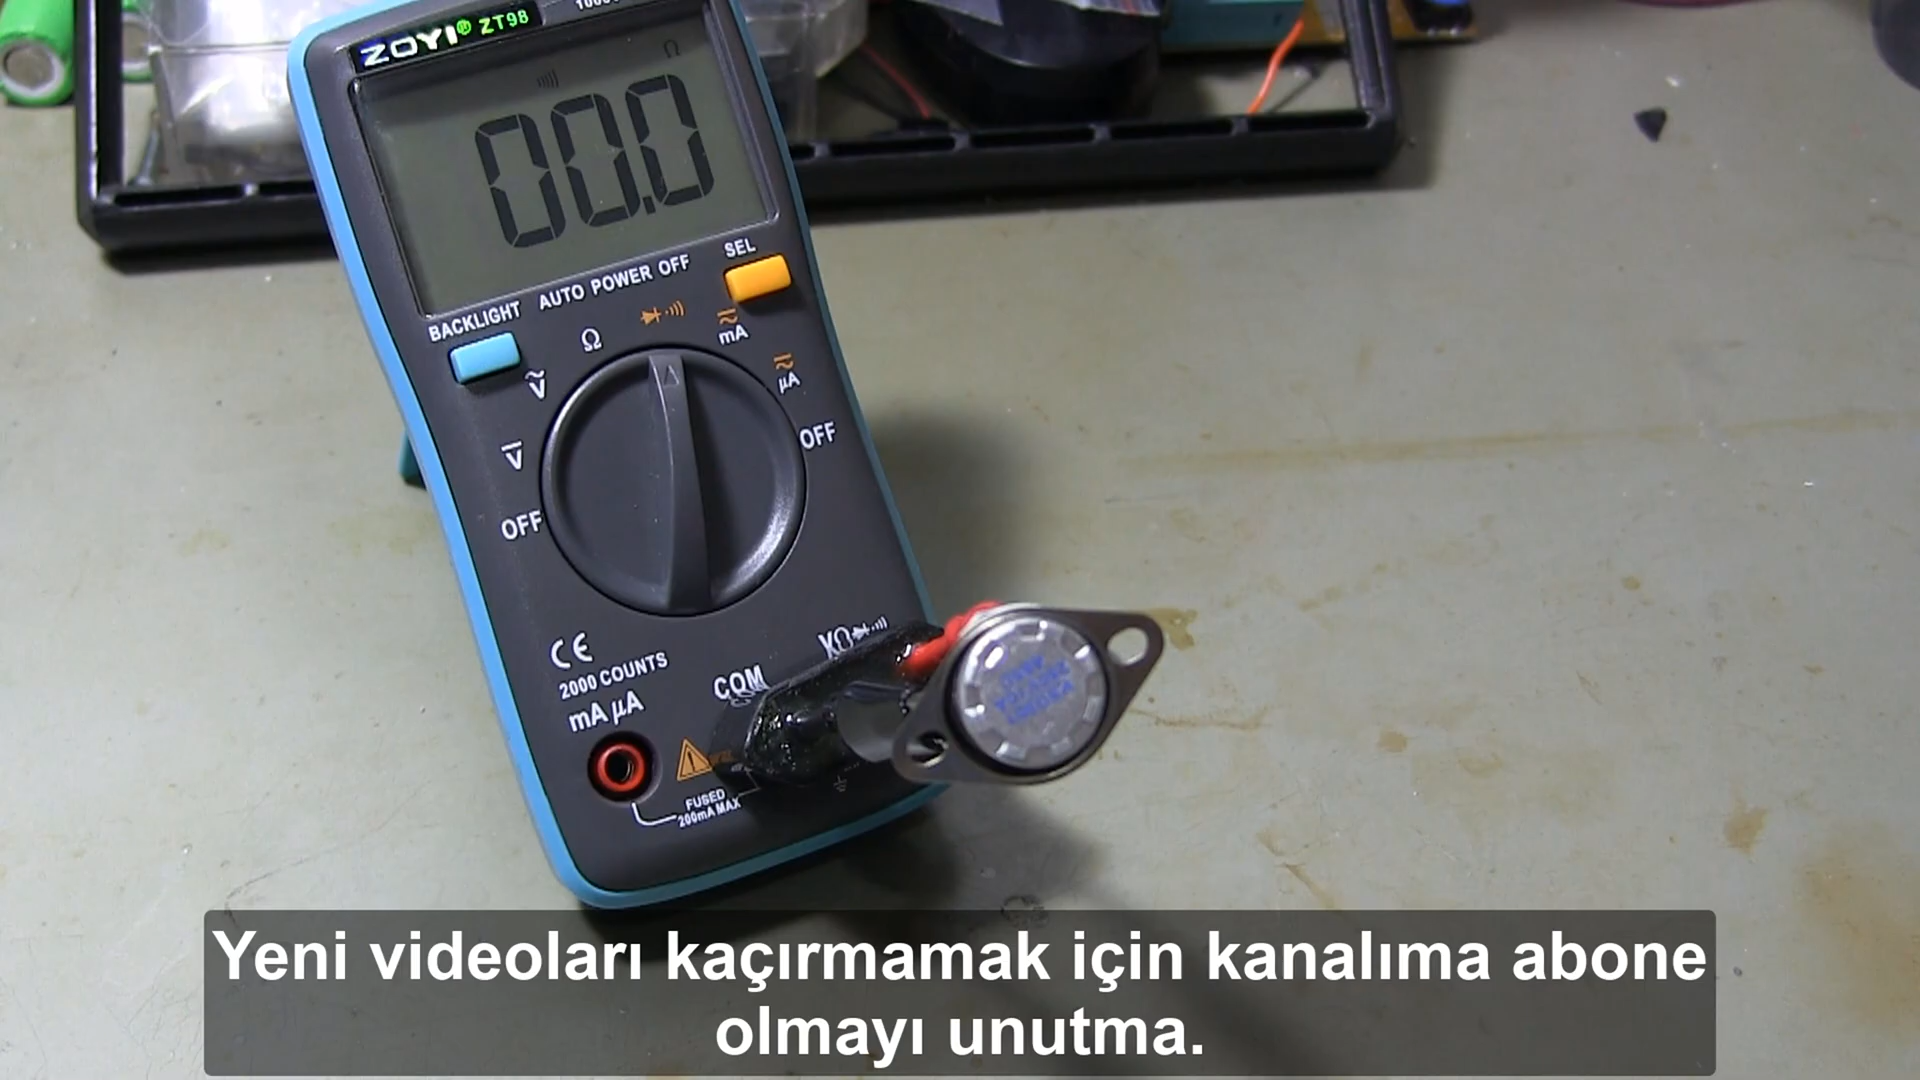 ZOYI ZT98
Ω
00.0
SEL
AUTO POWER OFF
BACKLIGHT
Ω
mA
Ṽ
µA
V
OFF
OFF
CE
2000 COUNTS
mA µA
COM
FUSED
200mA MAX
Yeni videoları kaçırmamak için kanalıma abone
olmayı unutma.